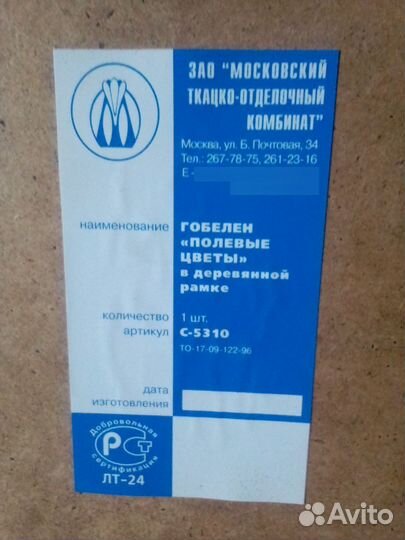 ЗАО "МОСКОВСКИЙ
ТКАЦКО-ОТДЕЛОЧНЫЙ
КОМБИНАТ"
Москва, ул. Б. Почтовая, 34
Тел.: 267-78-75, 261-23-16
E-
наименование
ГОБЕЛЕН
«ПОЛЕВЫЕ
ЦВЕТЫ»
в деревянной
рамке
количество
1 шт.
артикул
С-5310
ТО-17-09-122-96
дата
изготовления
Добровольная
РСТ
сертификация
ЛТ-24
Avito